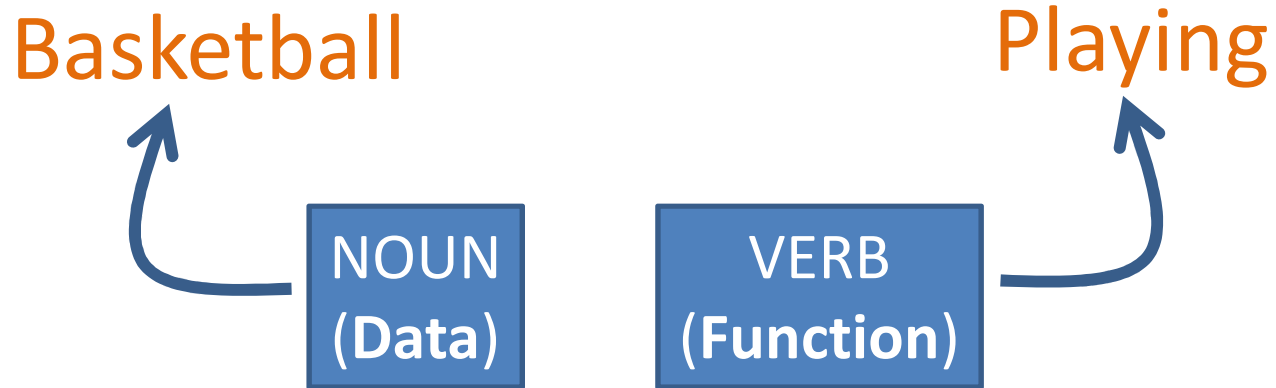 Basketball
Playing
NOUN
(Data)
VERB
(Function)